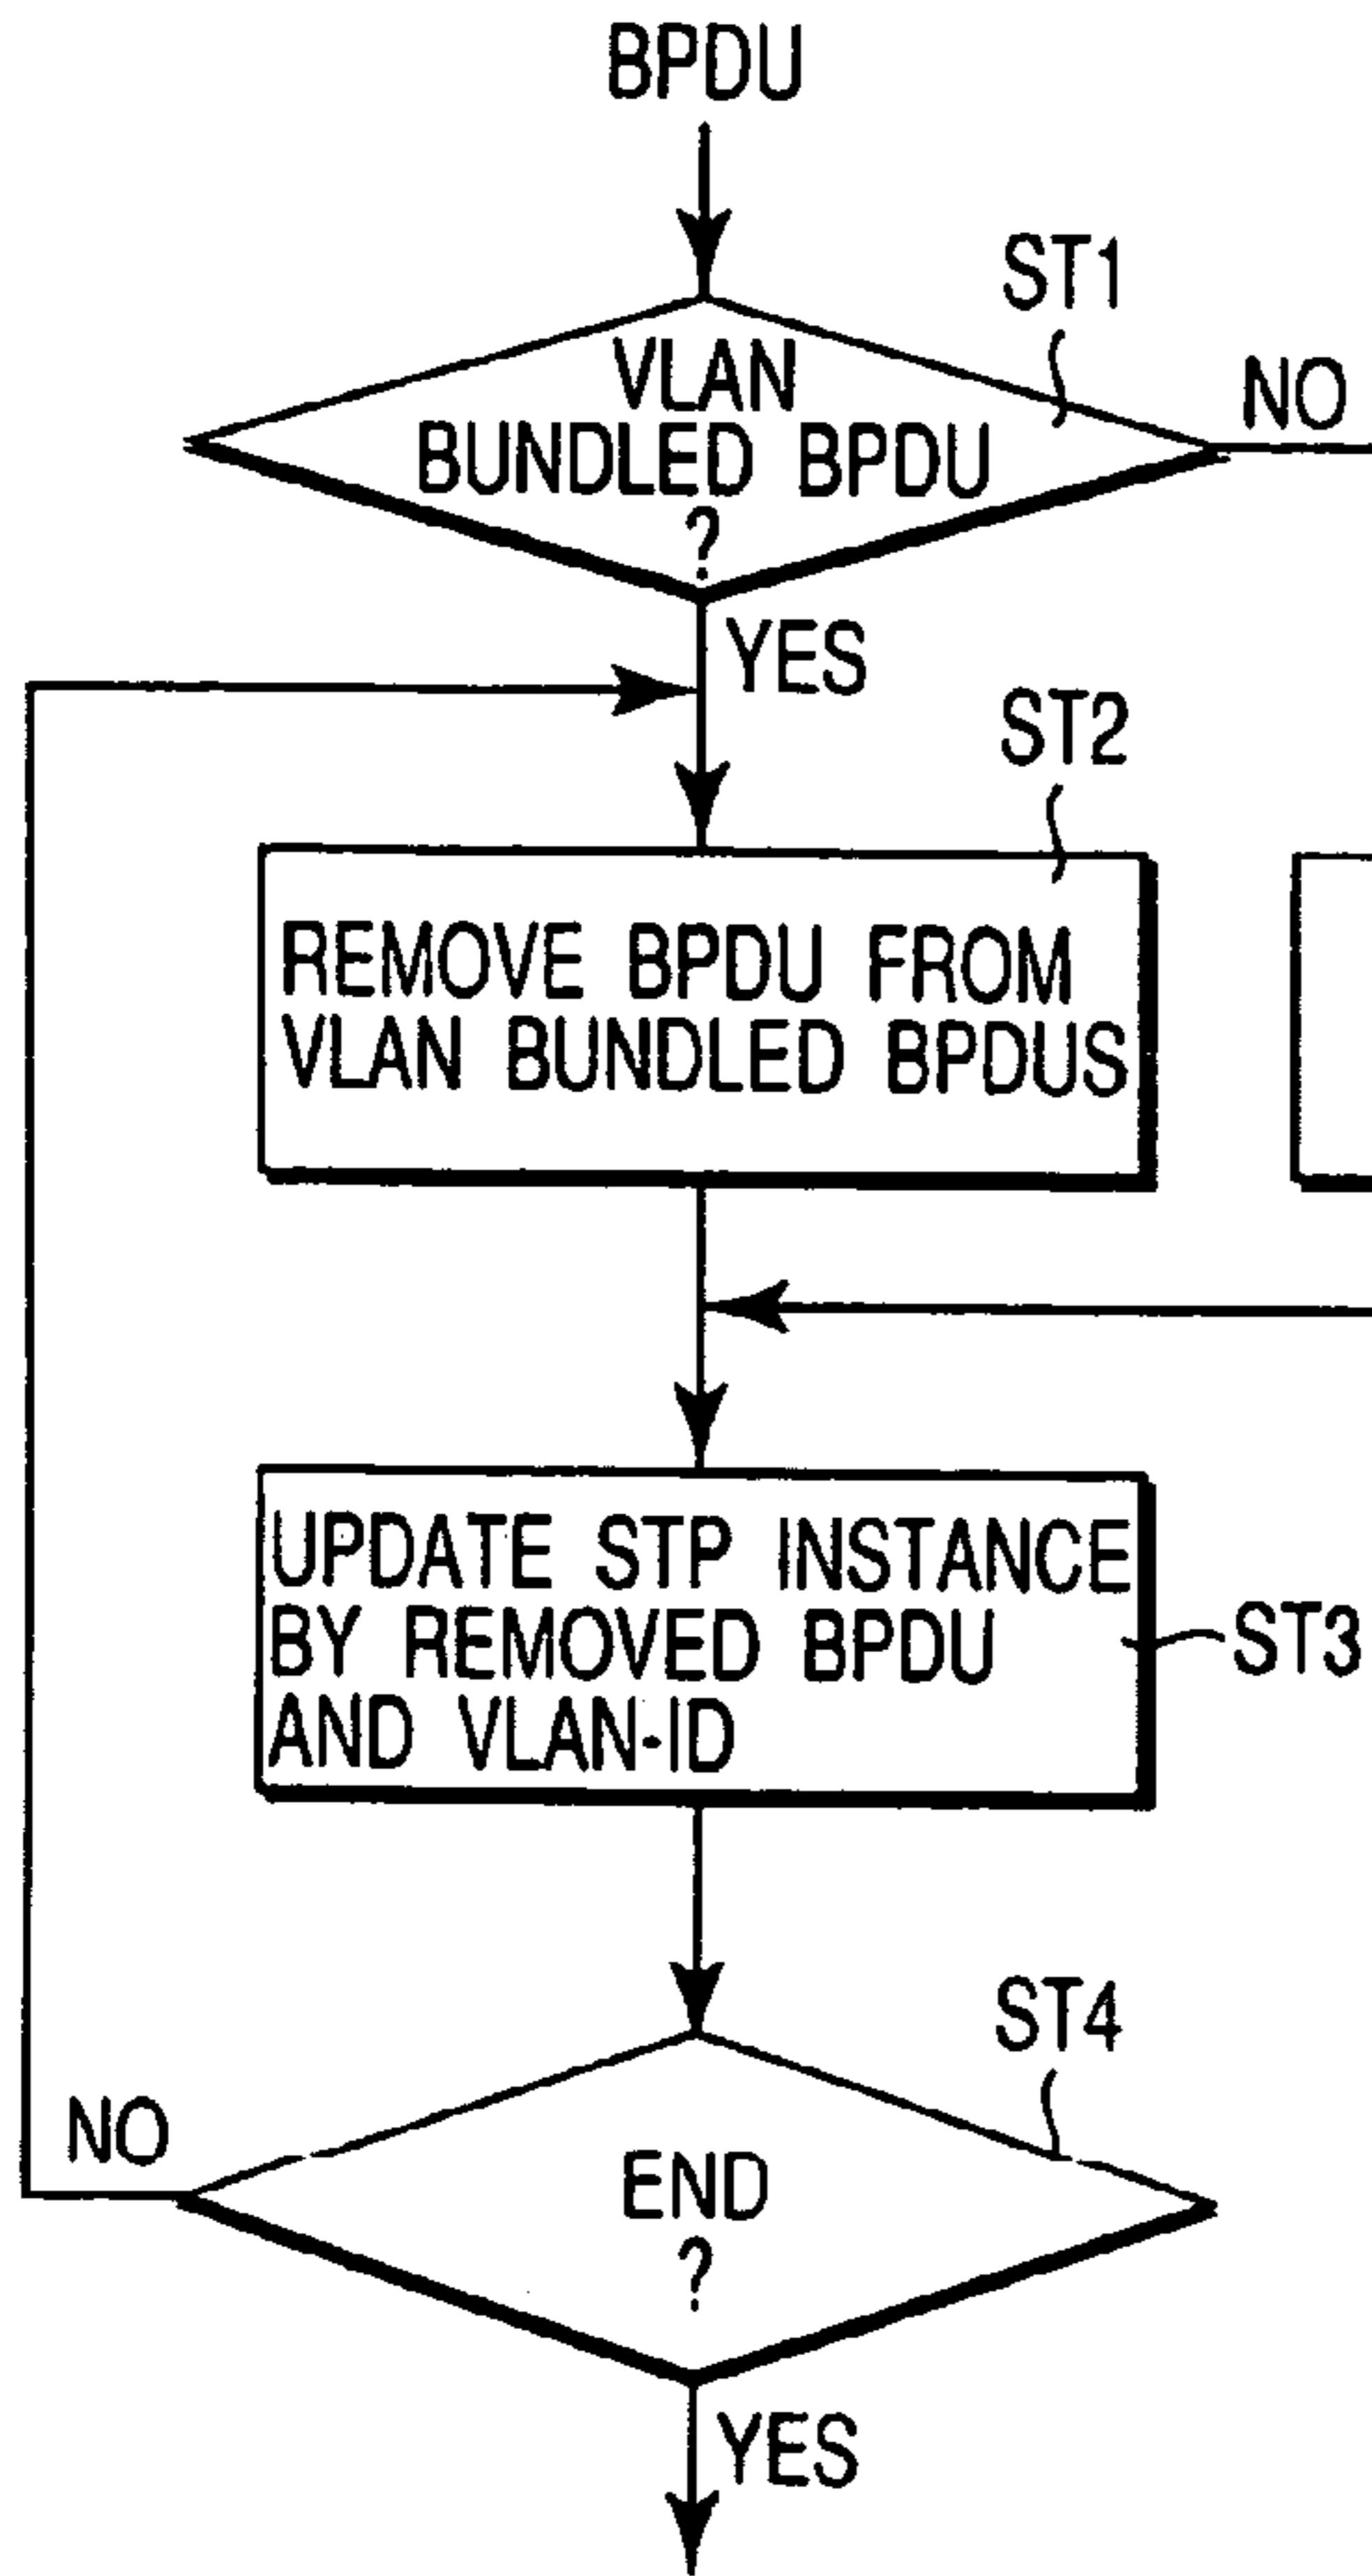 BPDU
ST1
VLAN
BUNDLED BPDU
?
NO
YES
ST2
REMOVE BPDU FROM
VLAN BUNDLED BPDUS
UPDATE STP INSTANCE
BY REMOVED BPDU
AND VLAN-ID
ST3
ST4
NO
END
?
YES